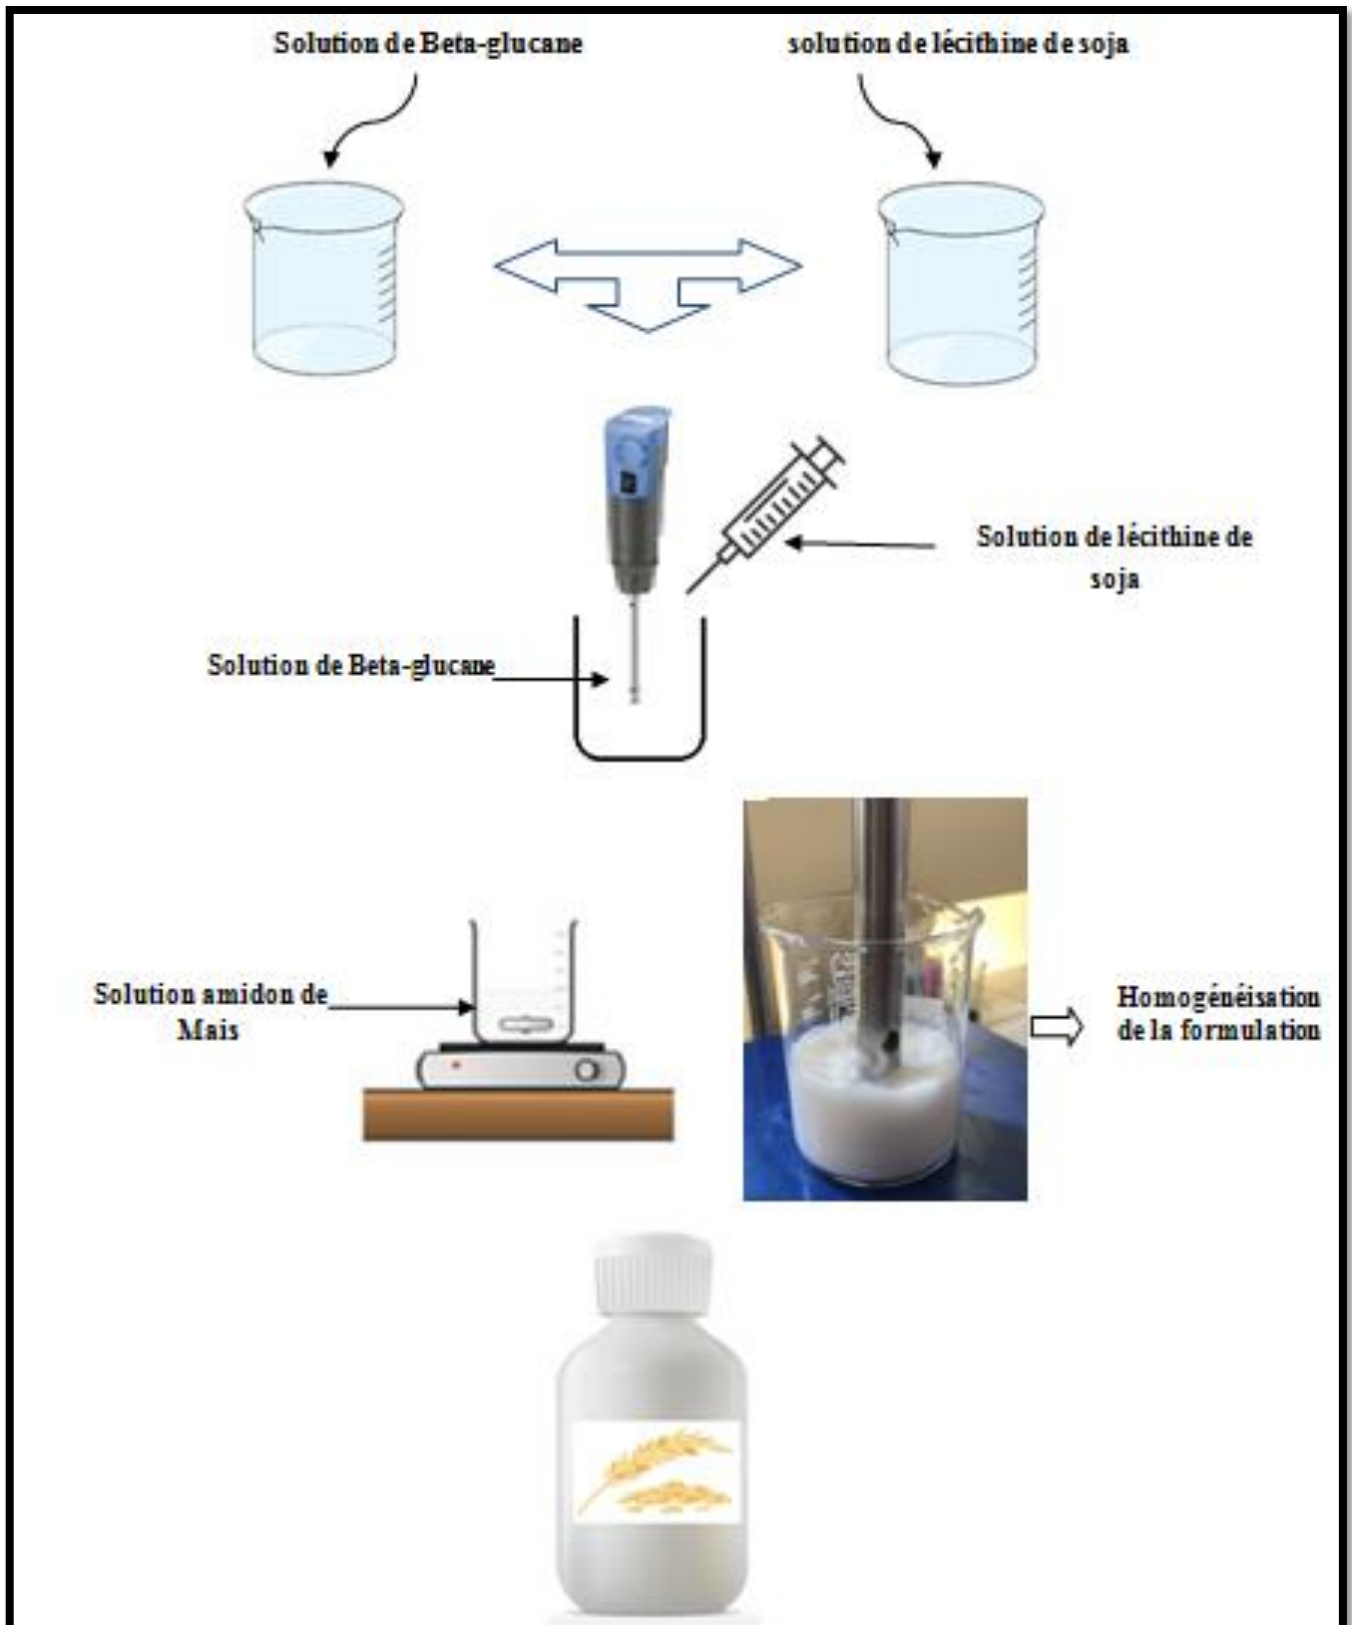 Solution de Beta-glucane
solution de lécithine de soja
Solution de lécithine de
soja
Solution de Beta-glucane
Solution amidon de
Mais
Homogénéisation
de la formulation